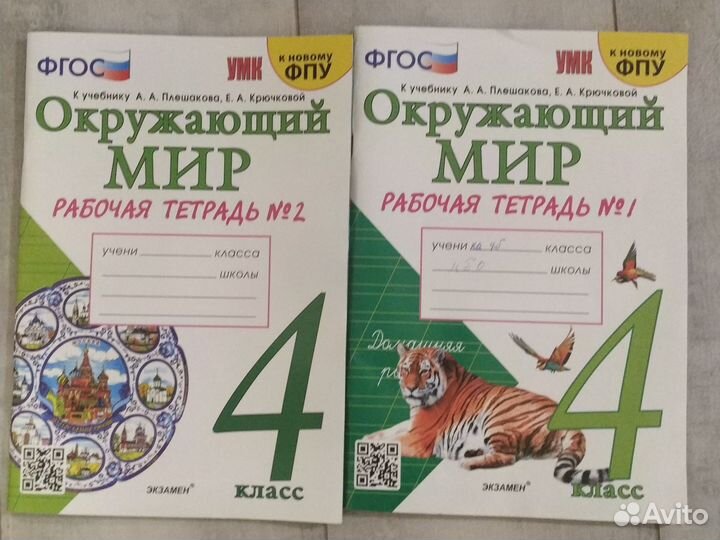 ФГОС
УМК
к новому
ФПУ
К учебнику А. А. Плешакова, Е. А. Крючковой
Окружающий
МИР
РАБОЧАЯ ТЕТРАДЬ №2
учени класса
школы
4
класс
ЭКЗАМЕН®
ФГОС
УМК
к новому
ФПУ
К учебнику А. А. Плешакова, Е. А. Крючковой
Окружающий
МИР
РАБОЧАЯ ТЕТРАДЬ №1
учени ка 4б класса
школы
Домашняя
4
класс
ЭКЗАМЕН®
Avito